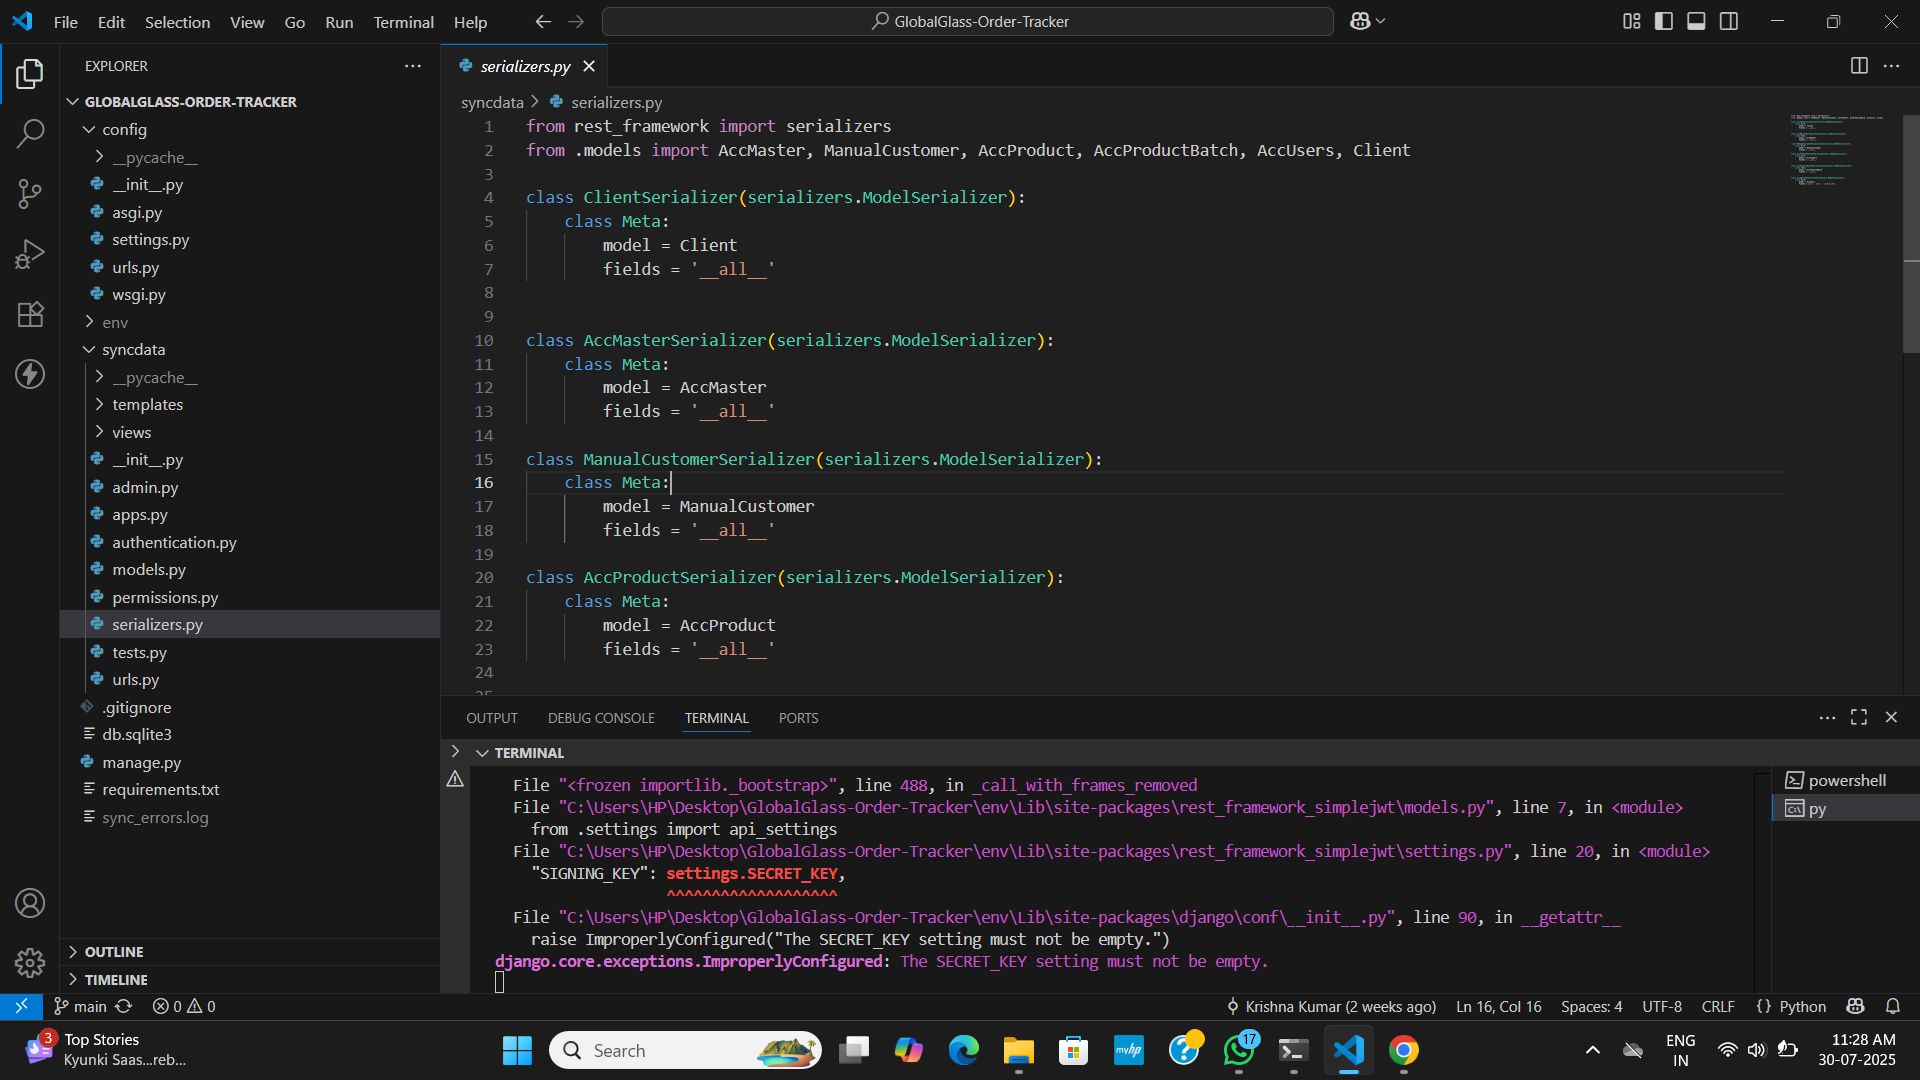 File Edit Selection View Go Run Terminal Help
GlobalGlass-Order-Tracker
EXPLORER
GLOBALGLASS-ORDER-TRACKER
config
__pycache__
__init__.py
asgi.py
settings.py
urls.py
wsgi.py
env
syncdata
__pycache__
templates
views
__init__.py
admin.py
apps.py
authentication.py
models.py
permissions.py
serializers.py
tests.py
urls.py
.gitignore
db.sqlite3
manage.py
requirements.txt
sync_errors.log
OUTLINE
TIMELINE
serializers.py
syncdata > serializers.py
1 from rest_framework import serializers
2 from .models import AccMaster, ManualCustomer, AccProduct, AccProductBatch, AccUsers, Client
3
4 class ClientSerializer(serializers.ModelSerializer):
5 class Meta:
6 model = Client
7 fields = '__all__'
8
9
10 class AccMasterSerializer(serializers.ModelSerializer):
11 class Meta:
12 model = AccMaster
13 fields = '__all__'
14
15 class ManualCustomerSerializer(serializers.ModelSerializer):
16 class Meta:
17 model = ManualCustomer
18 fields = '__all__'
19
20 class AccProductSerializer(serializers.ModelSerializer):
21 class Meta:
22 model = AccProduct
23 fields = '__all__'
24
OUTPUT DEBUG CONSOLE TERMINAL PORTS
TERMINAL
File "<frozen importlib._bootstrap>", line 488, in _call_with_frames_removed
File "C:\Users\HP\Desktop\GlobalGlass-Order-Tracker\env\Lib\site-packages\rest_framework_simplejwt\models.py", line 7, in <module>
from .settings import api_settings
File "C:\Users\HP\Desktop\GlobalGlass-Order-Tracker\env\Lib\site-packages\rest_framework_simplejwt\settings.py", line 20, in <module>
"SIGNING_KEY": settings.SECRET_KEY,
^^^^^^^^^^^^^^^^^^^
File "C:\Users\HP\Desktop\GlobalGlass-Order-Tracker\env\Lib\site-packages\django\conf\__init__.py", line 90, in __getattr__
raise ImproperlyConfigured("The SECRET_KEY setting must not be empty.")
django.core.exceptions.ImproperlyConfigured: The SECRET_KEY setting must not be empty.
powershell
py
main 0 0 Krishna Kumar (2 weeks ago) Ln 16, Col 16 Spaces: 4 UTF-8 CRLF {} Python
3
Top Stories
Kyunki Saas...reb...
Search
myhp
17
ENG
IN
11:28 AM
30-07-2025